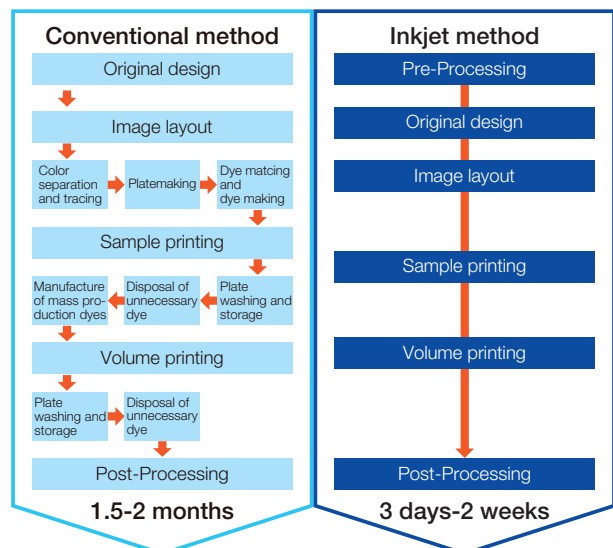 Conventional method
Original design
Image layout
Color
separation
and tracing
Platemaking
Dye matcing
and
dye making
Sample printing
Manufacture
of mass pro-
duction dyes
Disposal of
unnecessary
dye
Plate
washing and
storage
Volume printing
Plate
washing and
storage
Disposal of
unnecessary
dye
Post-Processing
1.5-2 months
Inkjet method
Pre-Processing
Original design
Image layout
Sample printing
Volume printing
Post-Processing
3 days-2 weeks